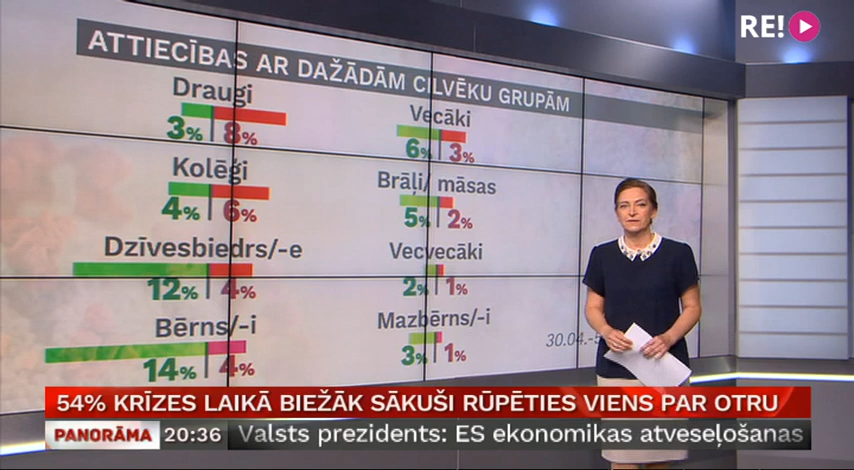 RE!
ATTIECĪBAS AR DAŽĀDĀM CILVĒKU GRUPĀM
Draugi
3% 8%
Kolēģi
4% 6%
Dzīvesbiedrs/-e
12% 4%
Bērns/-i
14% 4%
Vecāki
6% 3%
Brāļi/ māsas
5% 2%
Vecvecāki
2% 1%
Mazbērns/-i
3% 1%
30.04.-
54% KRĪZES LAIKĀ BIEŽĀK SĀKUŠI RŪPĒTIES VIENS PAR OTRU
PANORĀMA 20:36 Valsts prezidents: ES ekonomikas atveseļošanas